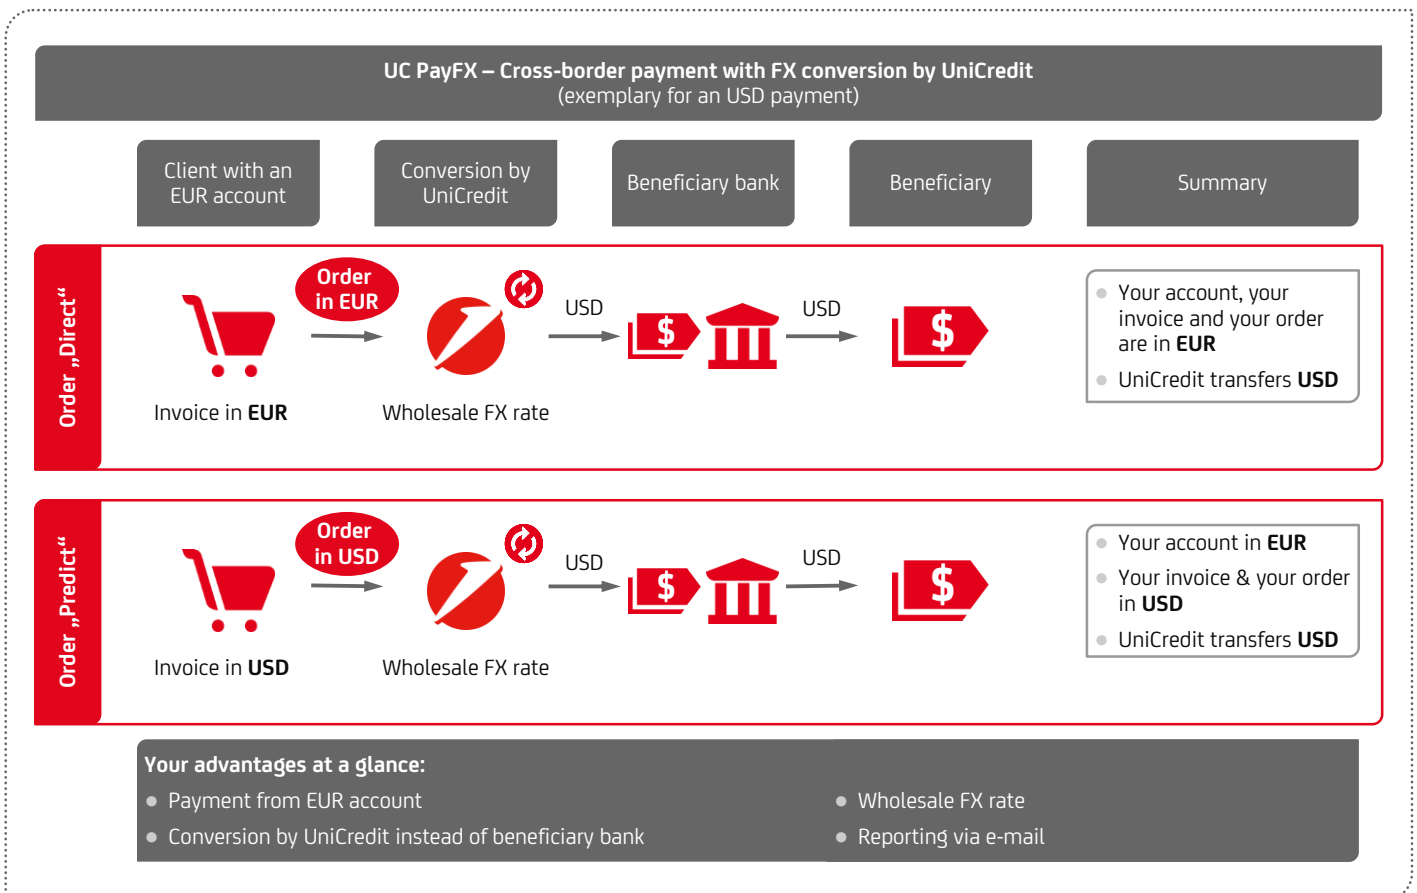 UC PayFX – Cross-border payment with FX conversion by UniCredit
(exemplary for an USD payment)
Client with an
EUR account
Conversion by
UniCredit
Beneficiary bank
Beneficiary
Summary
Order „Direct“
Order
in EUR
USD
$
USD
$
Invoice in EUR
Wholesale FX rate
Your account, your
invoice and your order
are in EUR
UniCredit transfers USD
Order „Predict“
Order
in USD
USD
$
USD
$
Invoice in USD
Wholesale FX rate
Your account in EUR
Your invoice & your order
in USD
UniCredit transfers USD
Your advantages at a glance:
Payment from EUR account
Conversion by UniCredit instead of beneficiary bank
Wholesale FX rate
Reporting via e-mail